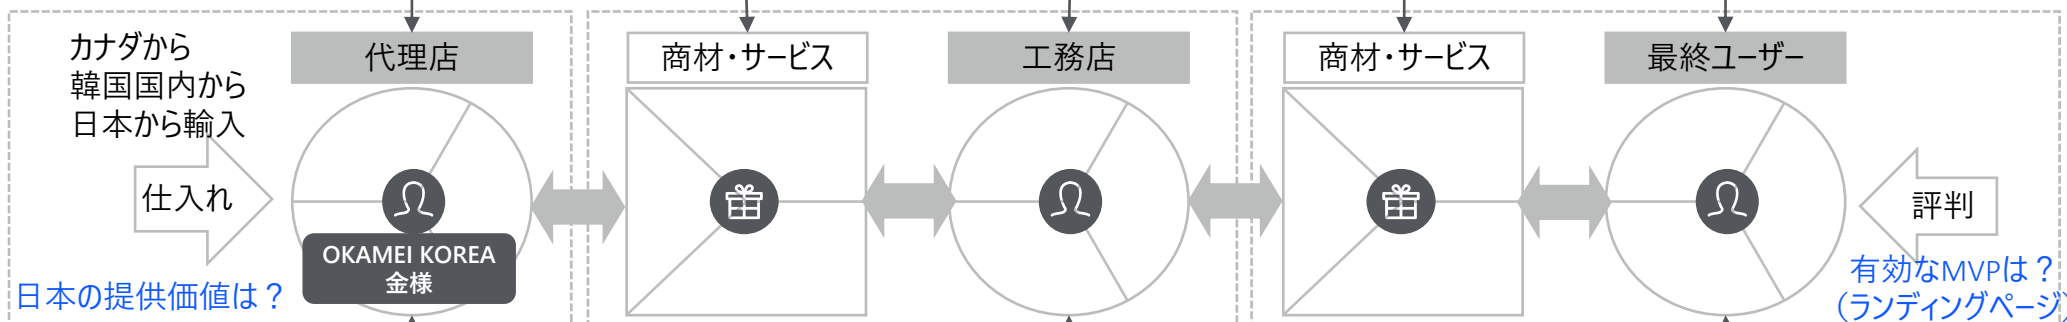 カナダから
韓国国内から
日本から輸入
仕入れ
日本の提供価値は？
代理店
OKAMEI KOREA
金様
商材・サービス
工務店
商材・サービス
最終ユーザー
評判
有効なMVPは？
（ランディングページ）